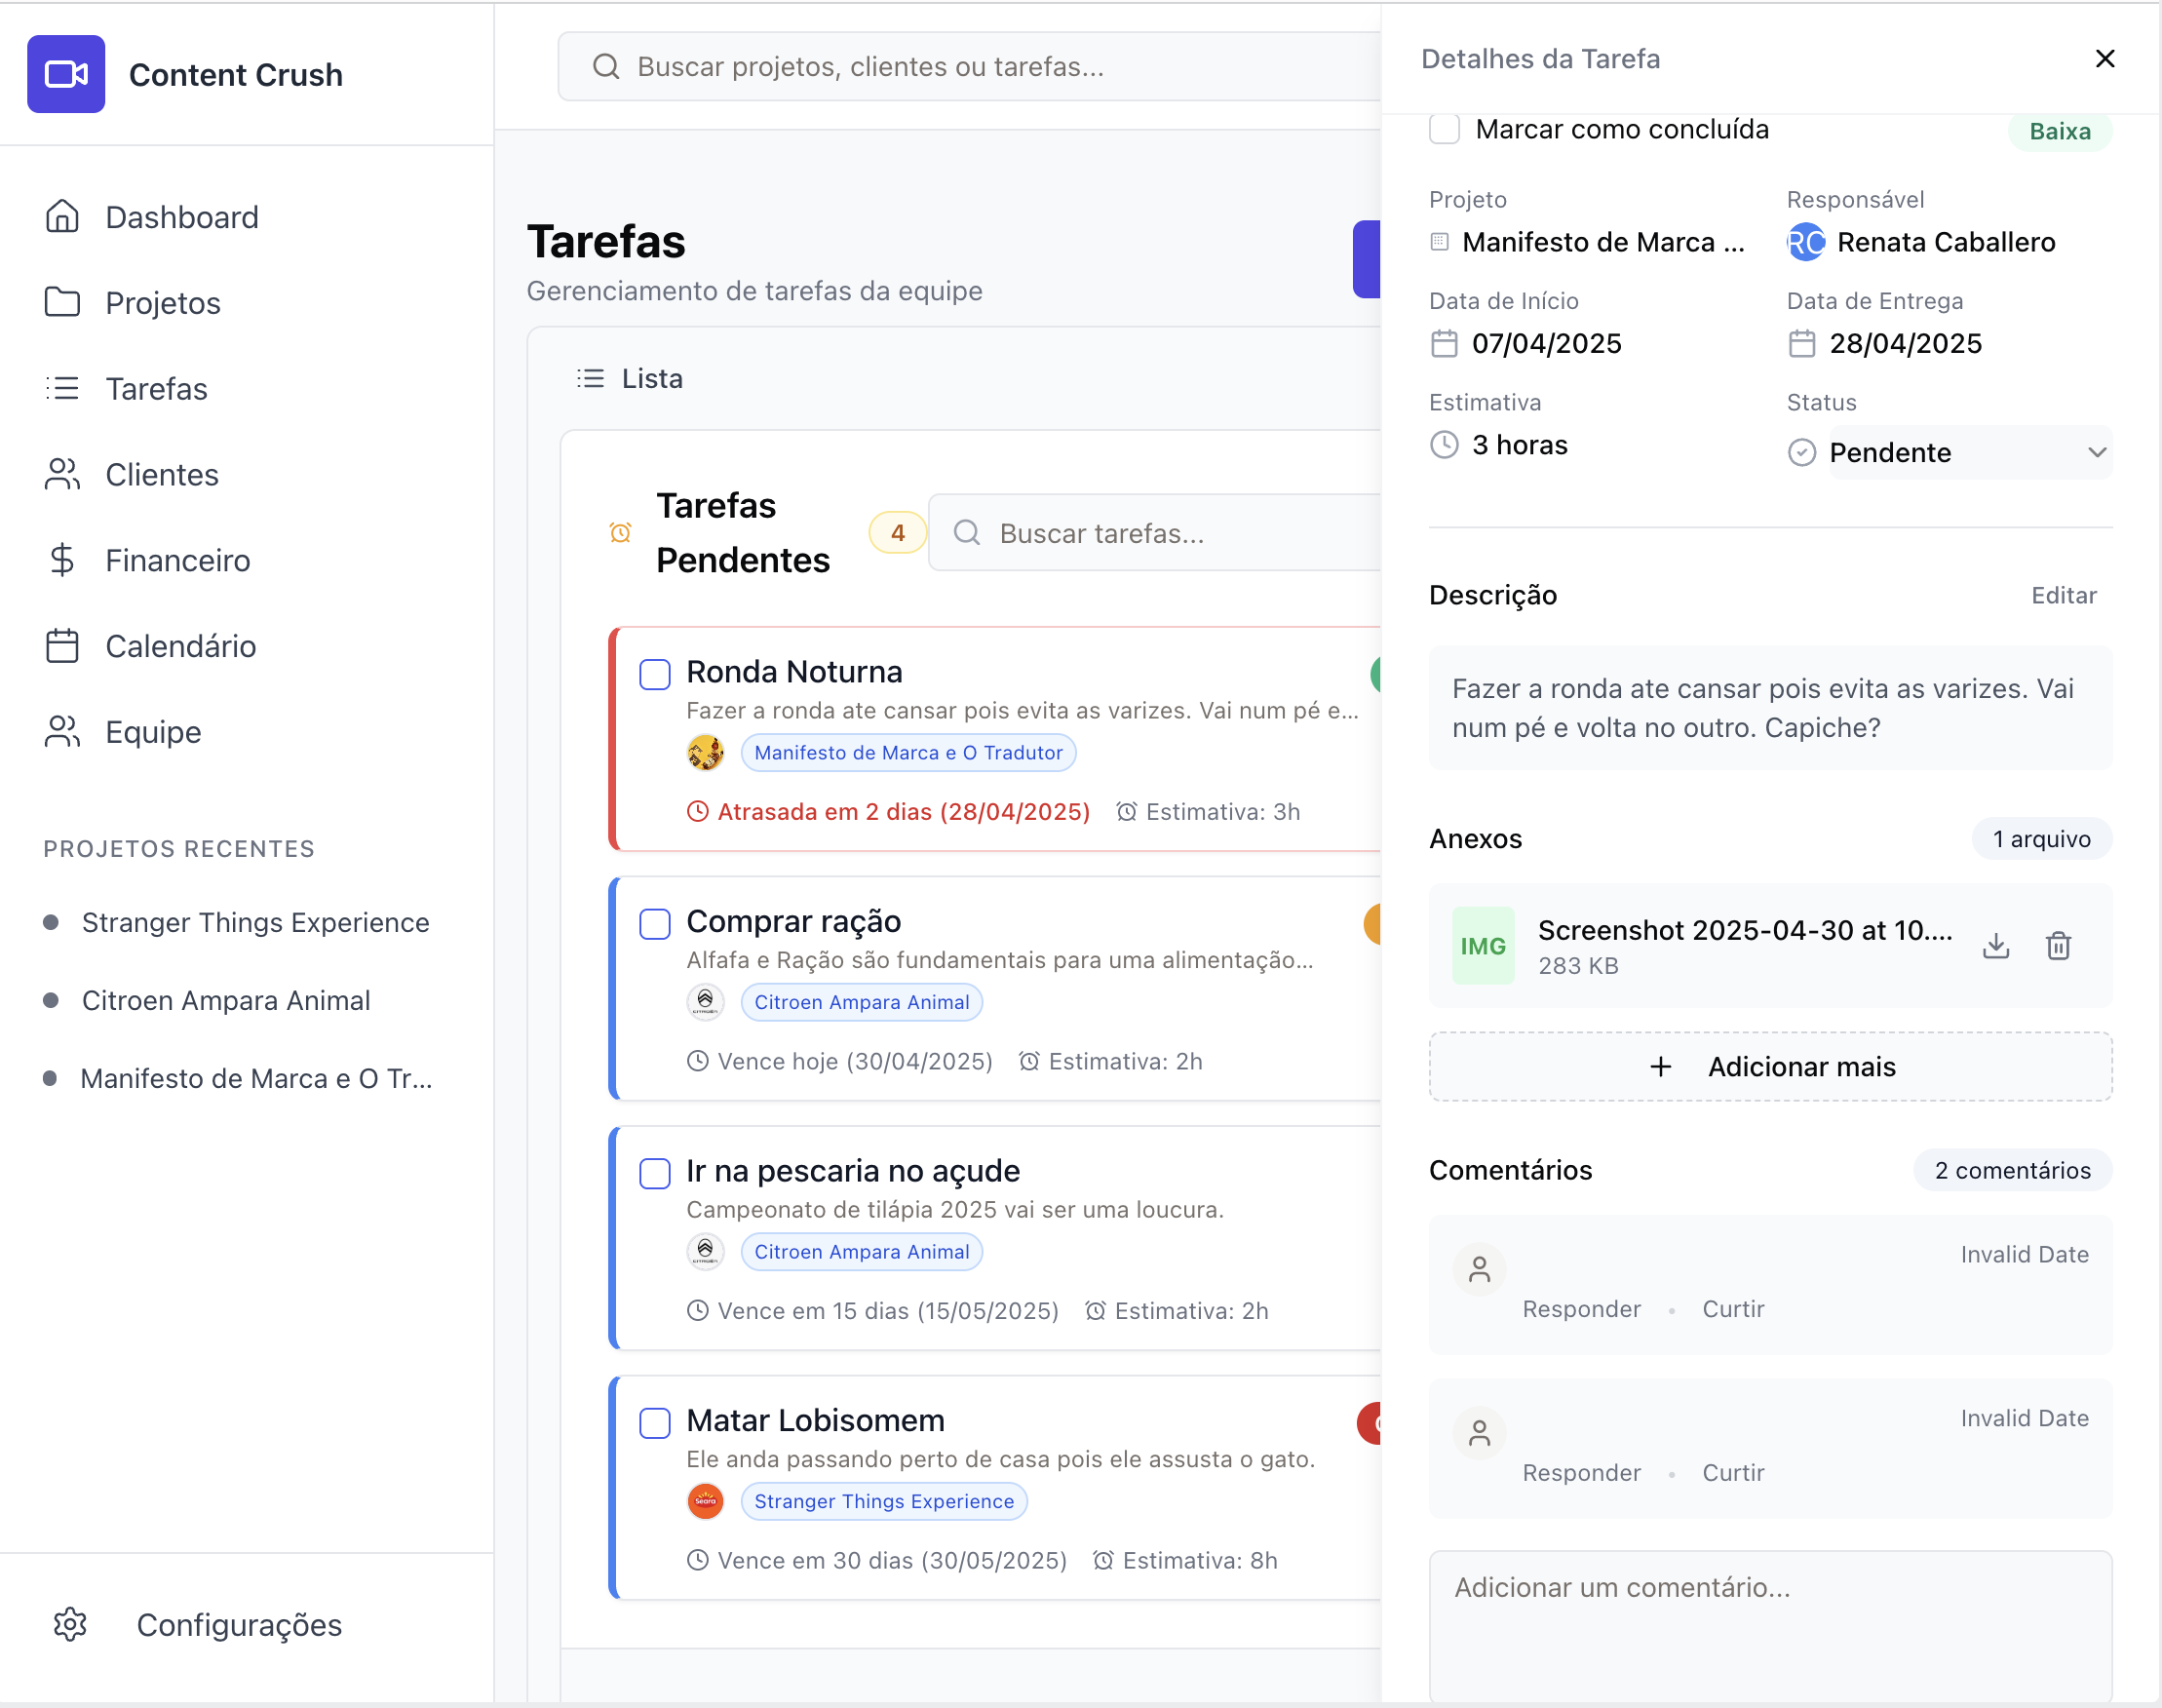 Content Crush
Dashboard
Projetos
Tarefas
Clientes
Financeiro
Calendário
Equipe
PROJETOS RECENTES
Stranger Things Experience
Citroen Ampara Animal
Manifesto de Marca e O Tr...
Configurações
Buscar projetos, clientes ou tarefas...
Tarefas
Gerenciamento de tarefas da equipe
Lista
Tarefas
Pendentes
4
Buscar tarefas...
Ronda Noturna
Fazer a ronda ate cansar pois evita as varizes. Vai num pé e...
Manifesto de Marca e O Tradutor
Atrasada em 2 dias (28/04/2025)
Estimativa: 3h
Comprar ração
Alfafa e Ração são fundamentais para uma alimentação...
CITROËN
Citroen Ampara Animal
Vence hoje (30/04/2025)
Estimativa: 2h
Ir na pescaria no açude
Campeonato de tilápia 2025 vai ser uma loucura.
CITROËN
Citroen Ampara Animal
Vence em 15 dias (15/05/2025)
Estimativa: 2h
Matar Lobisomem
Ele anda passando perto de casa pois ele assusta o gato.
Seara
Stranger Things Experience
Vence em 30 dias (30/05/2025)
Estimativa: 8h
Detalhes da Tarefa
Marcar como concluída
Baixa
Projeto
Manifesto de Marca ...
Responsável
RC
Renata Caballero
Data de Início
07/04/2025
Data de Entrega
28/04/2025
Estimativa
3 horas
Status
Pendente
Descrição
Editar
Fazer a ronda ate cansar pois evita as varizes. Vai
num pé e volta no outro. Capiche?
Anexos
1 arquivo
IMG
Screenshot 2025-04-30 at 10....
283 KB
Adicionar mais
Comentários
2 comentários
Invalid Date
Responder
Curtir
Invalid Date
Responder
Curtir
Adicionar um comentário...